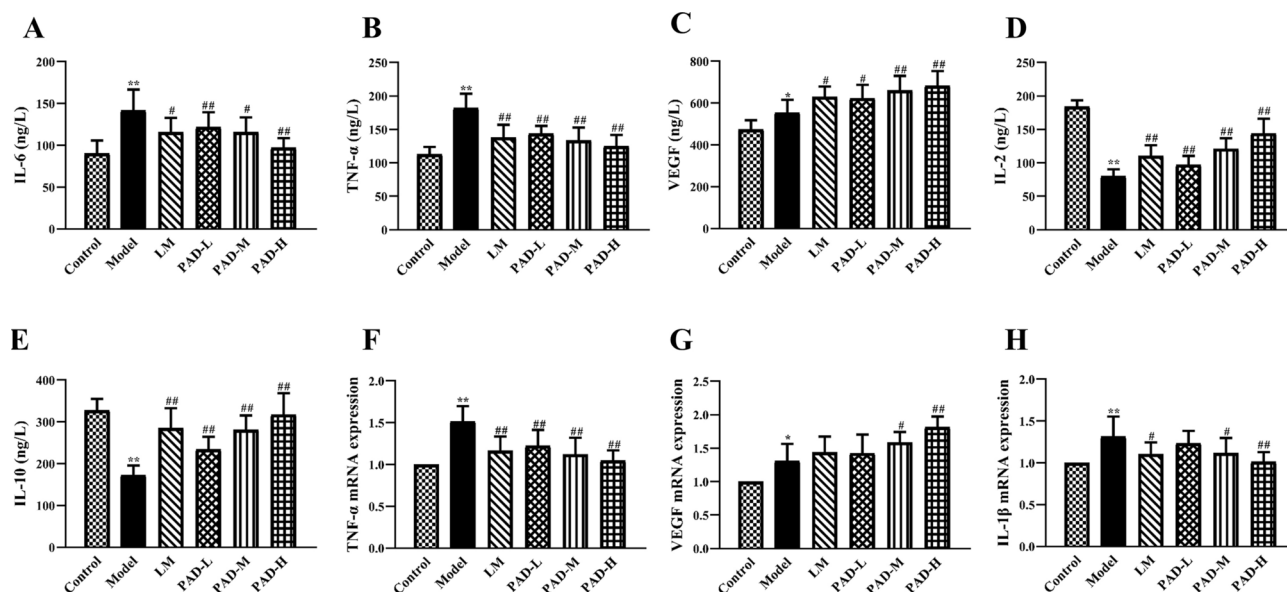 A
IL-6 (ng/L)
200
150
100
50
0
** # ## # ##
Control Model LM PAD-L PAD-M PAD-H
B
TNF-α (ng/L)
250
200
150
100
50
0
** ## ## ## ##
Control Model LM PAD-L PAD-M PAD-H
C
VEGF (ng/L)
800
600
400
200
0
* # # ## ##
Control Model LM PAD-L PAD-M PAD-H
D
IL-2 (ng/L)
200
150
100
50
0
** ## ## ## ##
Control Model LM PAD-L PAD-M PAD-H
E
IL-10 (ng/L)
400
300
200
100
0
** ## ## ## ##
Control Model LM PAD-L PAD-M PAD-H
F
TNF-α mRNA expression
2.0
1.5
1.0
0.5
0.0
** ## ## ## ##
Control Model LM PAD-L PAD-M PAD-H
G
VEGF mRNA expression
2.5
2.0
1.5
1.0
0.5
0.0
* # ##
Control Model LM PAD-L PAD-M PAD-H
H
IL-1β mRNA expression
2.0
1.5
1.0
0.5
0.0
** # # ##
Control Model LM PAD-L PAD-M PAD-H